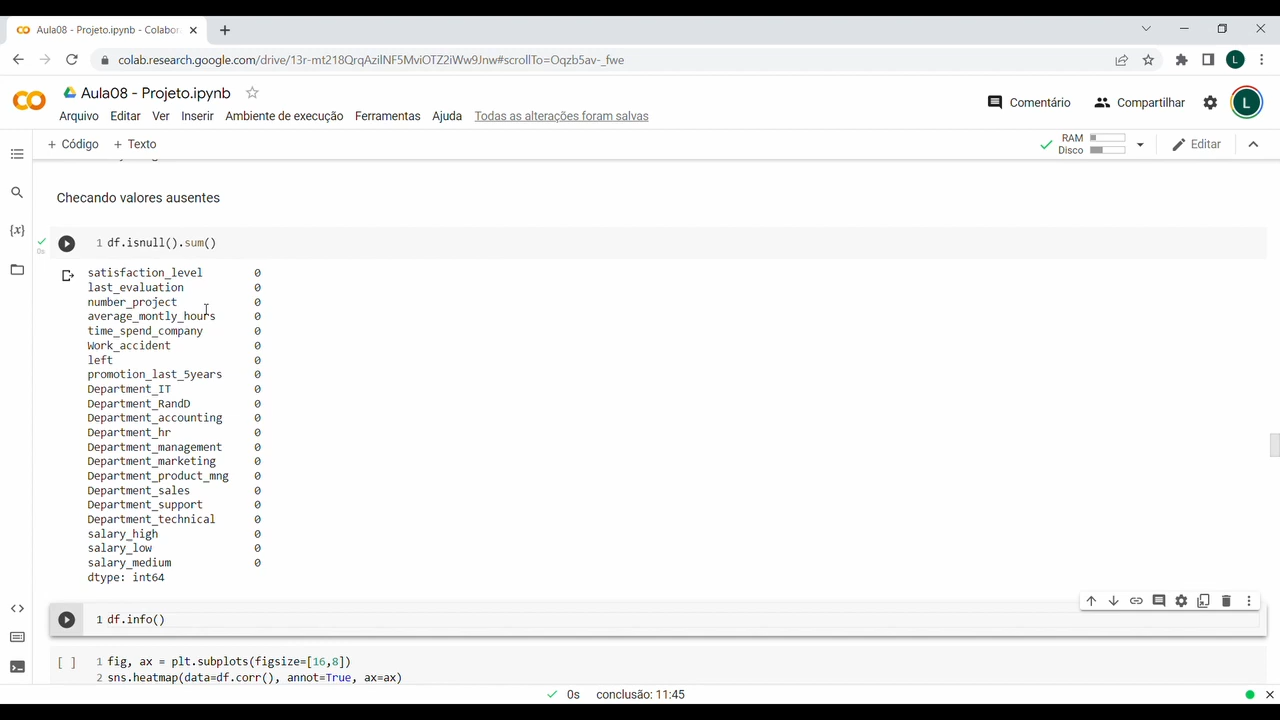 Aula08 - Projeto.ipynb - Colabor
colab.research.google.com/drive/13r-mt218QrqAzilNF5MviOTZ2iWw9Jnw#scrollTo=Oqzb5av-_fwe
L
Aula08 - Projeto.ipynb
Comentário
Compartilhar
L
Arquivo Editar Ver Inserir Ambiente de execução Ferramentas Ajuda Todas as alterações foram salvas
+ Código + Texto
RAM
Disco
Editar
Checando valores ausentes
{x}
0s
1 df.isnull().sum()
satisfaction_level 0
last_evaluation 0
number_project 0
average_montly_hours 0
time_spend_company 0
Work_accident 0
left 0
promotion_last_5years 0
Department_IT 0
Department_RandD 0
Department_accounting 0
Department_hr 0
Department_management 0
Department_marketing 0
Department_product_mng 0
Department_sales 0
Department_support 0
Department_technical 0
salary_high 0
salary_low 0
salary_medium 0
dtype: int64
1 df.info()
[ ] 1 fig, ax = plt.subplots(figsize=[16,8])
2 sns.heatmap(data=df.corr(), annot=True, ax=ax)
0s conclusão: 11:45